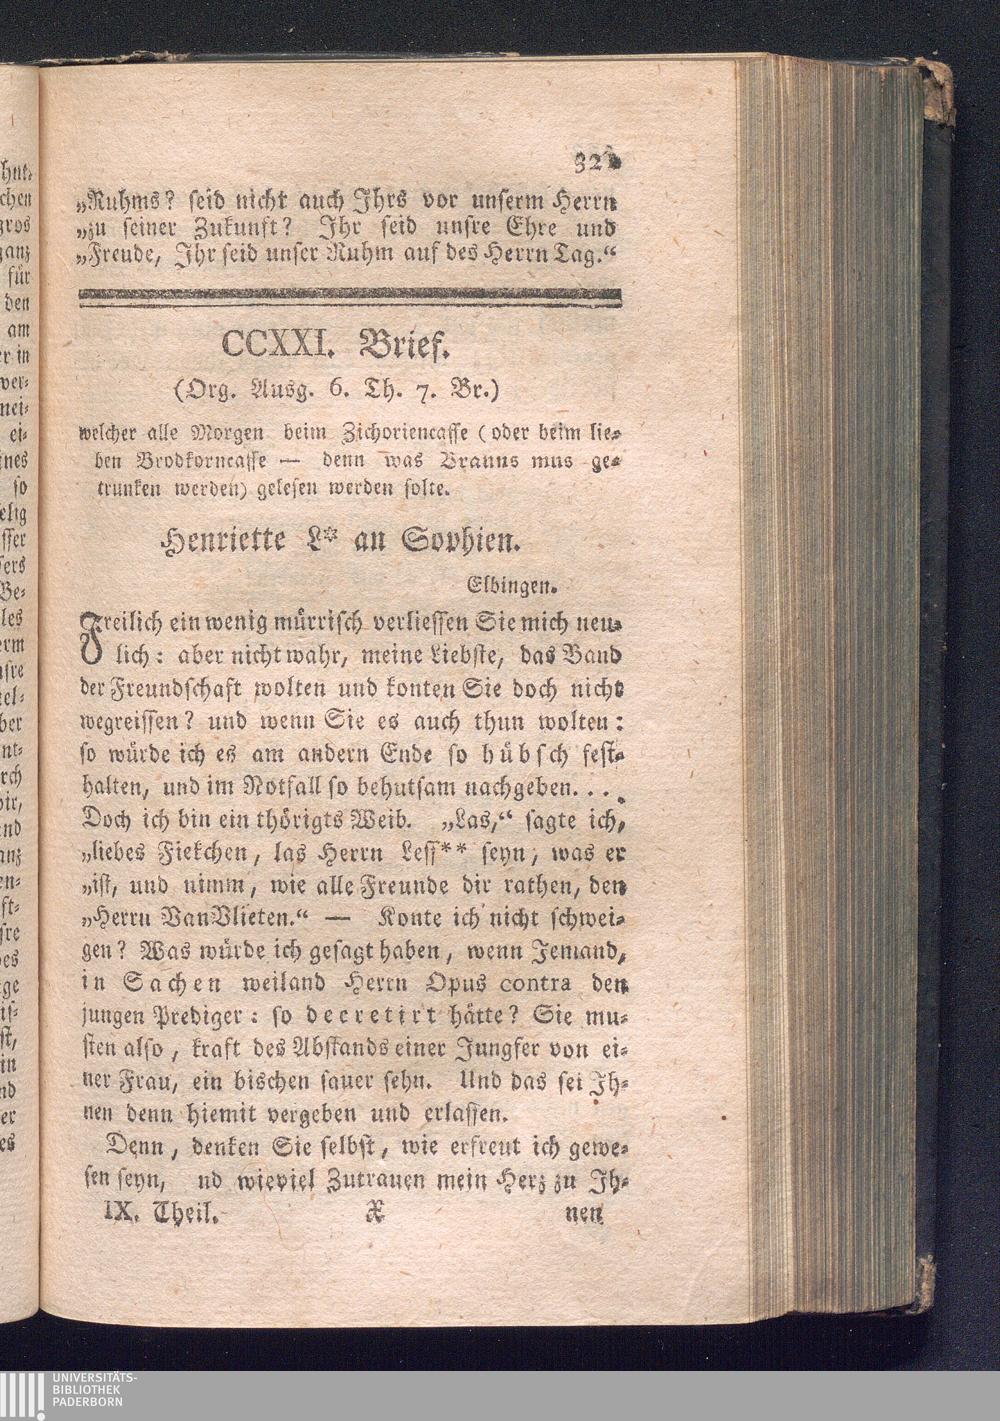 321
„Ruhms? seid nicht auch Ihrs vor unserm Herrn
„zu seiner Zukunft? Ihr seid unsre Ehre und
„Freude, Ihr seid unser Ruhm auf des Herrn Tag.“
CCXXI. Brief.
(Org. Ausg. 6. Th. 7. Br.)
welcher alle Morgen beim Zichoriencaffe (oder beim lie-
ben Brodkorncaffe — denn was Brauns mus ge-
trunken werden) gelesen werden solte.
Henriette L* an Sophien.
Elbingen.
Freilich ein wenig mürrisch verliessen Sie mich neu-
lich: aber nicht wahr, meine Liebste, das Band
der Freundschaft wolten und konten Sie doch nicht
wegreissen? und wenn Sie es auch thun wolten:
so würde ich es am andern Ende so hübsch fest-
halten, und im Notfall so behutsam nachgeben. . . .
Doch ich bin ein thörigts Weib. „Las,“ sagte ich,
„liebes Fiekchen, las Herrn Less** seyn, was er
„ist, und nimm, wie alle Freunde dir rathen, den
„Herrn VanVlieten.“ — Konte ich nicht schwei-
gen? Was würde ich gesagt haben, wenn Jemand,
in Sachen weiland Herrn Opus contra den
jungen Prediger: so decretirt hätte? Sie mu-
sten also, kraft des Abstands einer Jungfer von ei-
ner Frau, ein bischen sauer sehn. Und das sei Ih-
nen denn hiemit vergeben und erlassen.
Denn, denken Sie selbst, wie erfreut ich gewe-
sen seyn, nd wieviel Zutrauen mein Herz zu Ih-
IX. Theil. X nen
UNIVERSITÄTS-
BIBLIOTHEK
PADERBORN